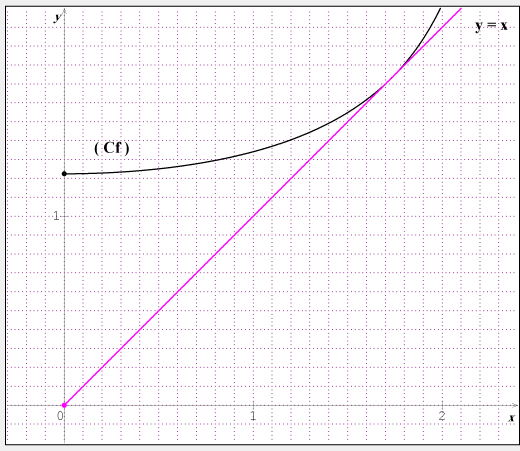 y
y = x
( Cf )
1
0 1 2 x